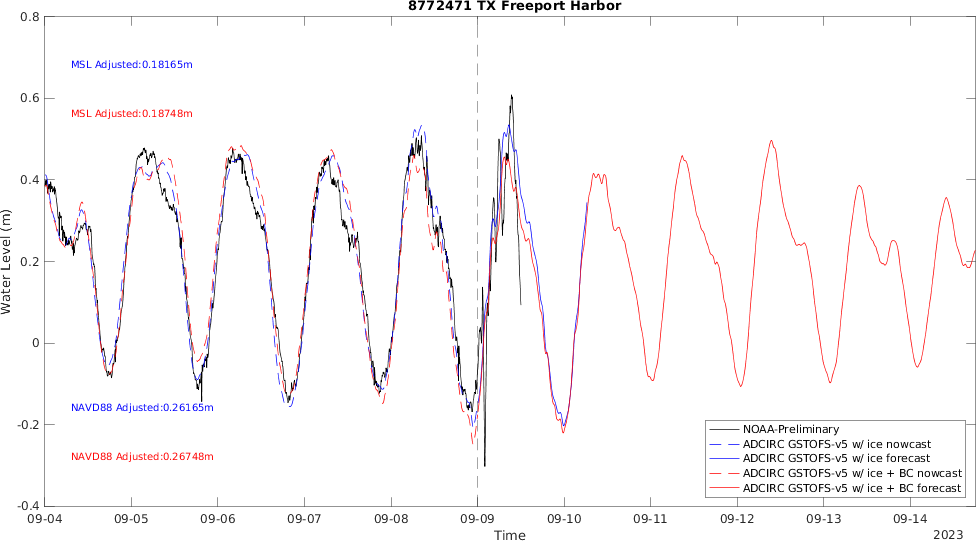 8772471 TX Freeport Harbor
0.8
0.6
0.4
0.2
0
-0.2
-0.4
Water Level (m)
MSL Adjusted:0.18165m
MSL Adjusted:0.18748m
NAVD88 Adjusted:0.26165m
NAVD88 Adjusted:0.26748m
NOAA-Preliminary
ADCIRC GSTOFS-v5 w/ ice nowcast
ADCIRC GSTOFS-v5 w/ ice forecast
ADCIRC GSTOFS-v5 w/ ice + BC nowcast
ADCIRC GSTOFS-v5 w/ ice + BC forecast
09-04 09-05 09-06 09-07 09-08 09-09 09-10 09-11 09-12 09-13 09-14
Time
2023